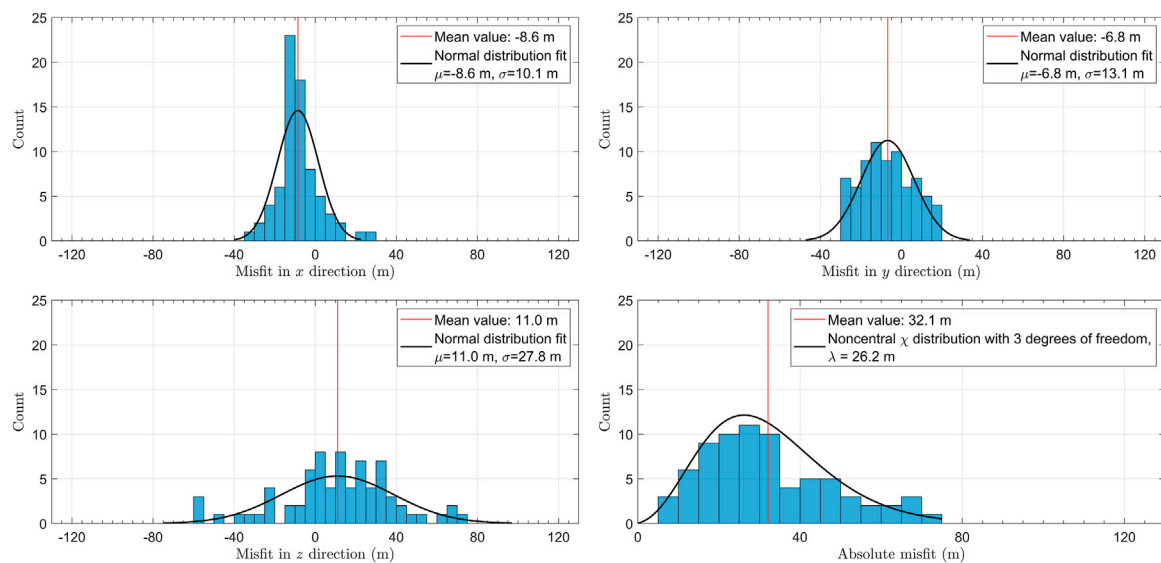 25
20
15
10
5
0
Count
Mean value: -8.6 m
Normal distribution fit
μ=-8.6 m, σ=10.1 m
-120 -80 -40 0 40 80 120
Misfit in x direction (m)
25
20
15
10
5
0
Count
Mean value: -6.8 m
Normal distribution fit
μ=-6.8 m, σ=13.1 m
-120 -80 -40 0 40 80 120
Misfit in y direction (m)
25
20
15
10
5
0
Count
Mean value: 11.0 m
Normal distribution fit
μ=11.0 m, σ=27.8 m
-120 -80 -40 0 40 80 120
Misfit in z direction (m)
25
20
15
10
5
0
Count
Mean value: 32.1 m
Noncentral χ distribution with 3 degrees of freedom,
λ = 26.2 m
0 40 80 120
Absolute misfit (m)